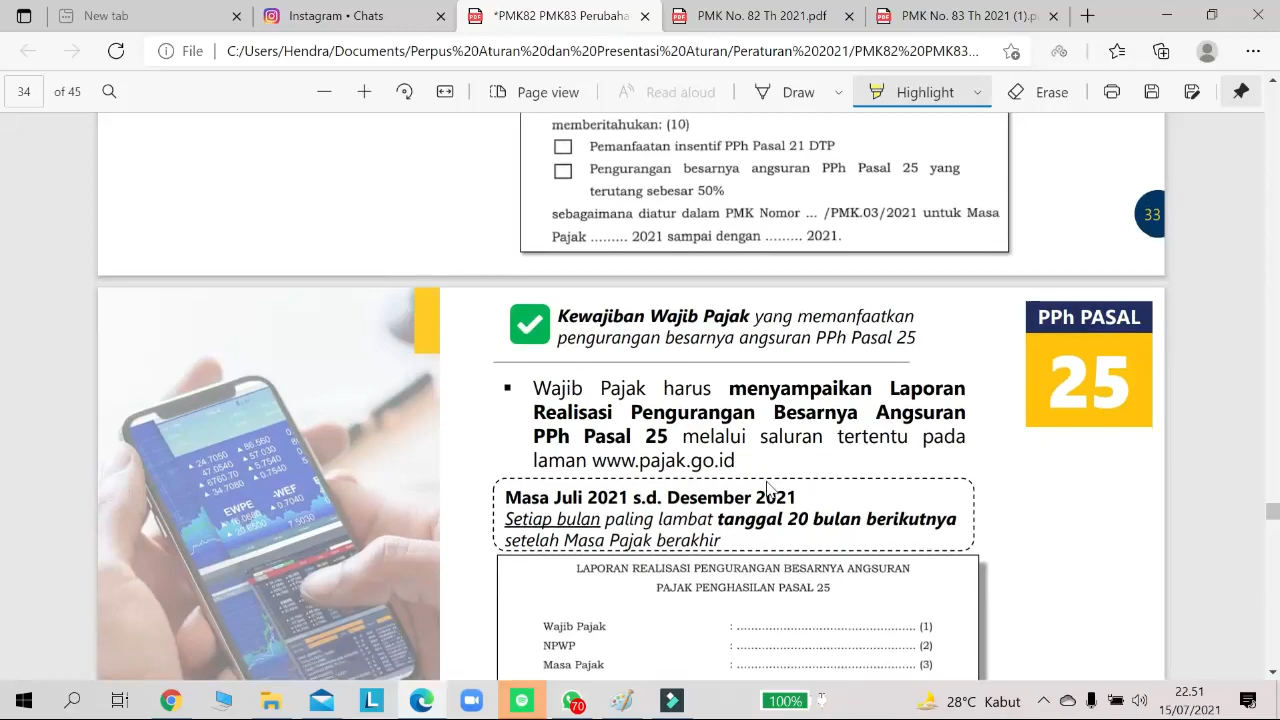 New Tab
Instagram • Chats
PMK82 PMK83 Perubaha
PMK No. 82 Th 2021.pdf
PMK No. 83 Th 2021 (1).p
File
C:/Users/Hendra/Documents/Perpus%20Aturan%20dan%20Presentasi%20Aturan/Peraturan%202021/PMK82%20PMK83...
34 of 45
Page view
Read aloud
Draw
Highlight
Erase
memberitahukan: (10)
Pemanfaatan insentif PPh Pasal 21 DTP
Pengurangan besarnya angsuran PPh Pasal 25 yang
terutang sebesar 50%
sebagaimana diatur dalam PMK Nomor ... /PMK.03/2021 untuk Masa
Pajak ......... 2021 sampai dengan ......... 2021.
33
Kewajiban Wajib Pajak yang memanfaatkan
pengurangan besarnya angsuran PPh Pasal 25
PPh PASAL
25
▪ Wajib Pajak harus menyampaikan Laporan
Realisasi Pengurangan Besarnya Angsuran
PPh Pasal 25 melalui saluran tertentu pada
laman www.pajak.go.id
Masa Juli 2021 s.d. Desember 2021
Setiap bulan paling lambat tanggal 20 bulan berikutnya
setelah Masa Pajak berakhir
LAPORAN REALISASI PENGURANGAN BESARNYA ANGSURAN
PAJAK PENGHASILAN PASAL 25
Wajib Pajak : .................................................. (1)
NPWP : .................................................. (2)
Masa Pajak : .................................................. (3)
EWPE
-WEF
70
100%
28°C Kabut
22.51
15/07/2021